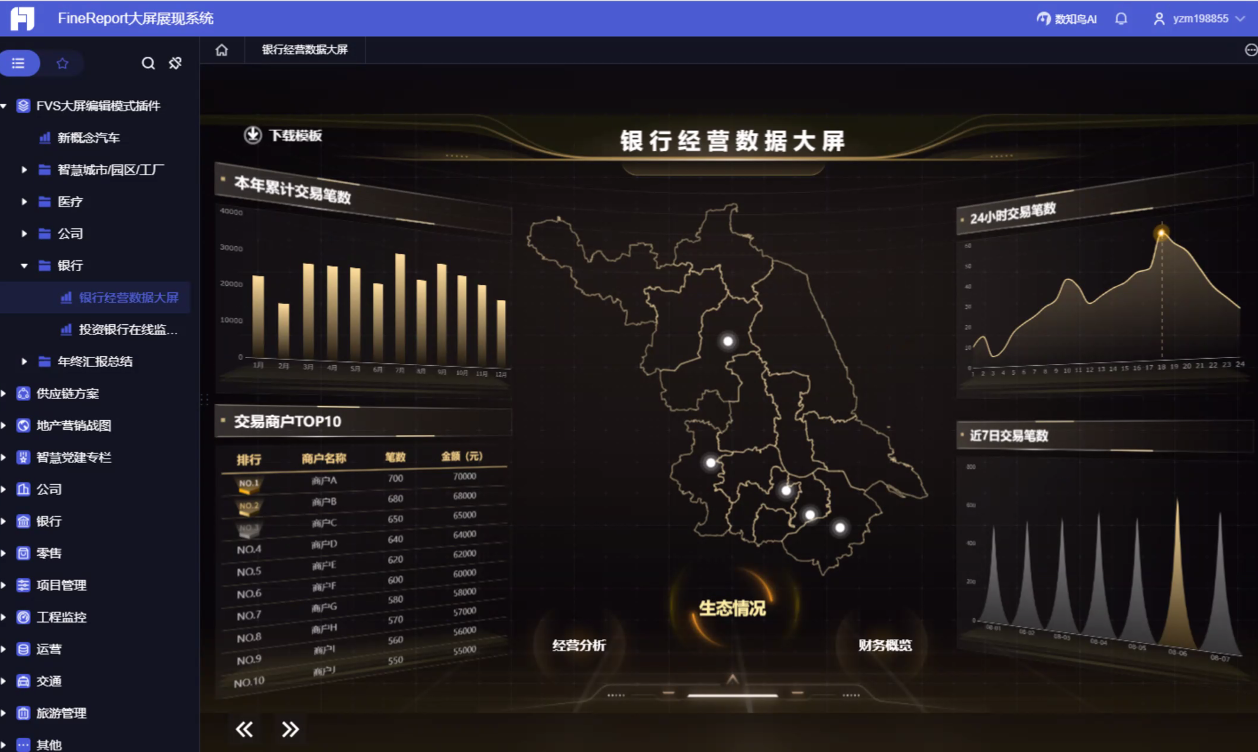 FineReport大屏展现系统
数知鸟AI
yzm198855
银行经营数据大屏
FVS大屏编辑模式插件
新概念汽车
智慧城市/园区/工厂
医疗
公司
银行
银行经营数据大屏
投资银行在线监...
年终汇报总结
供应链方案
地产营销战图
智慧党建专栏
公司
银行
零售
项目管理
工程监控
运营
交通
旅游管理
其他
下载模板
银行经营数据大屏
本年累计交易笔数
40000
30000
20000
10000
0
1月 2月 3月 4月 5月 6月 7月 8月 9月 10月 11月 12月
交易商户TOP10
排行 商户名称 笔数 金额（元）
NO.1 商户A 700 70000
NO.2 商户B 680 68000
NO.3 商户C 650 65000
NO.4 商户D 640 64000
NO.5 商户E 620 62000
NO.6 商户F 600 60000
NO.7 商户G 580 58000
NO.8 商户H 570 57000
NO.9 商户I 560 56000
NO.10 商户J 550 55000
生态情况
经营分析
财务概览
24小时交易笔数
60
50
40
30
20
10
0
1 2 3 4 5 6 7 8 9 10 11 12 13 14 15 16 17 18 19 20 21 22 23 24
近7日交易笔数
800
600
400
200
0
08-01 08-02 08-03 08-04 08-05 08-06 08-07